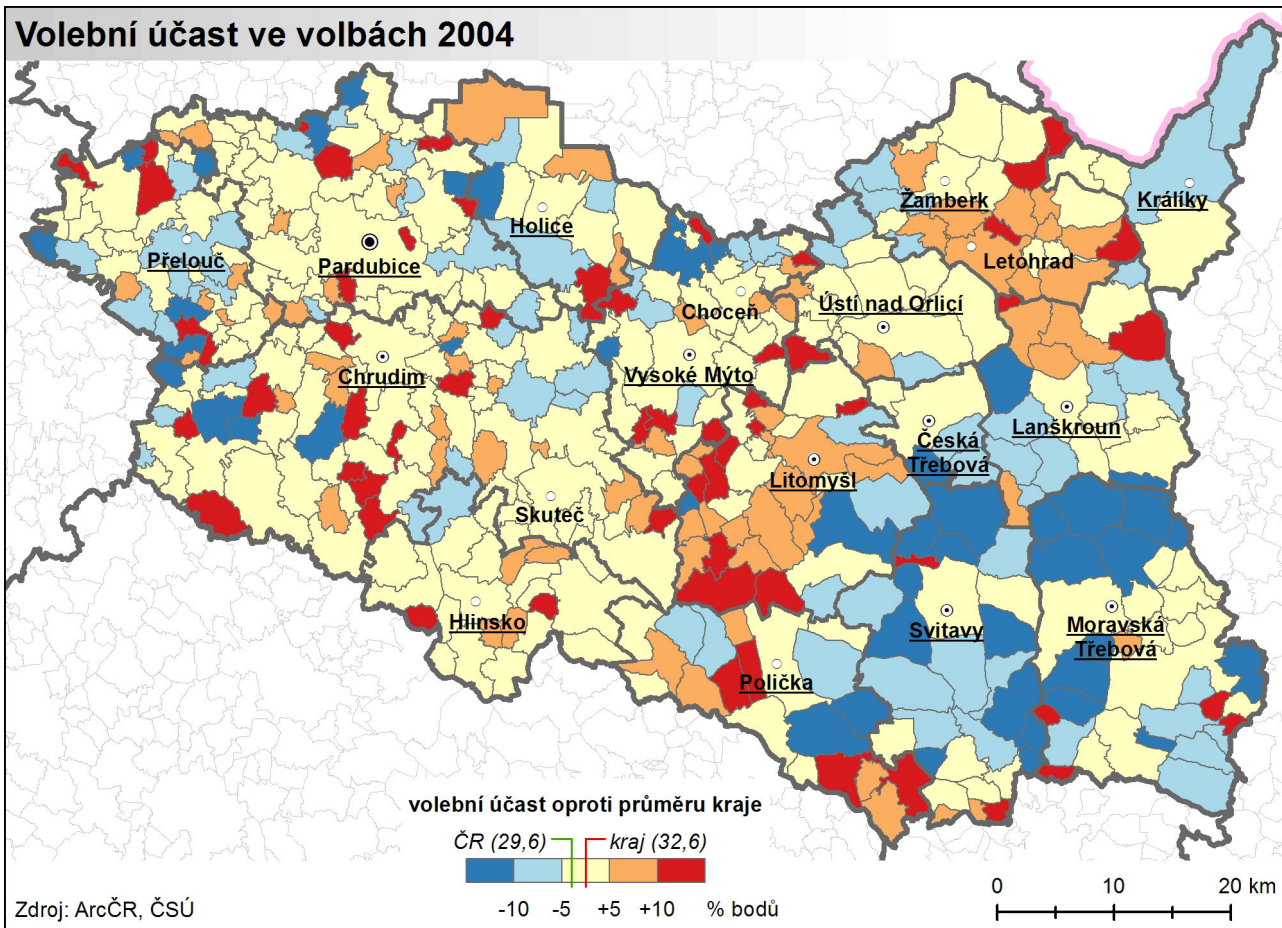 Volební účast ve volbách 2004
Žamberk
Králíky
Holice
Přelouč
Pardubice
Letohrad
Ústí nad Orlicí
Choceň
Chrudim
Vysoké Mýto
Česká
Třebová
Lanškroun
Litomyšl
Skuteč
Hlinsko
Svitavy
Moravská
Třebová
Polička
volební účast oproti průměru kraje
ČR (29,6)
kraj (32,6)
-10 -5 +5 +10 % bodů
0 10 20 km
Zdroj: ArcČR, ČSÚ